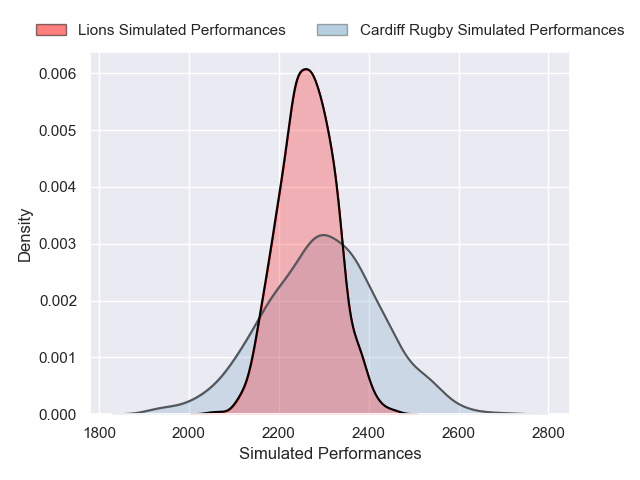 Lions Simulated Performances Cardiff Rugby Simulated Performances
0.006
0.005
0.004
0.003
0.002
0.001
0.000
Density
1800 2000 2200 2400 2600 2800
Simulated Performances